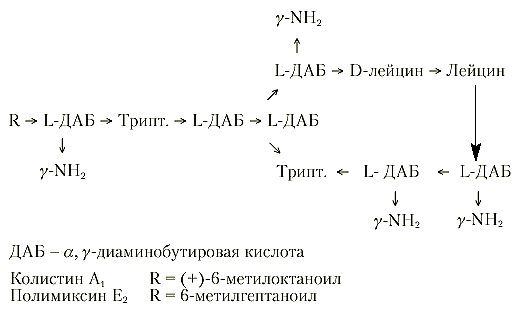 γ-NH₂
↑
L-ДАБ → D-лейцин → Лейцин
R → L-ДАБ → Трипт. → L-ДАБ → L-ДАБ
γ-NH₂
Трипт. ← L- ДАБ ← L-ДАБ
γ-NH₂ γ-NH₂
ДАБ – α, γ-диаминобутировая кислота
Колистин A₁ R = (+)-6-метилоктаноил
Полимиксин E₂ R = 6-метилгептаноил